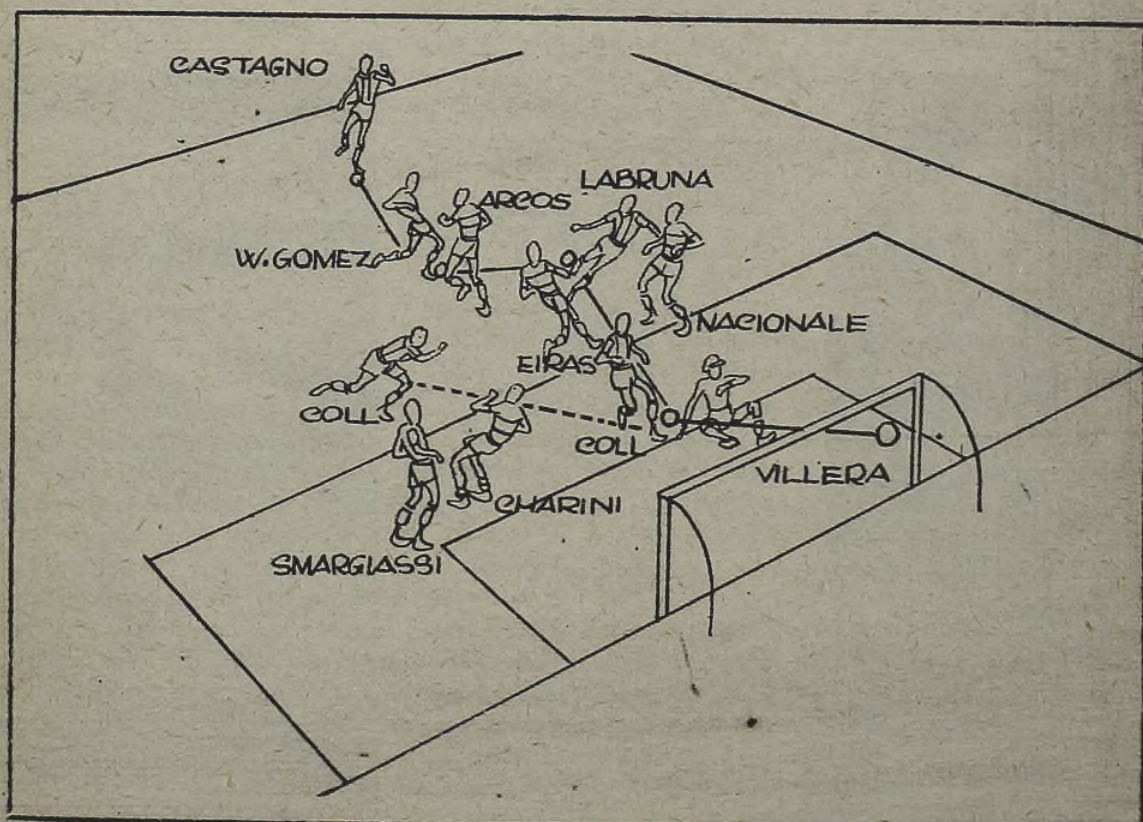 CASTAGNO
LABRUNA
ARCOS
W. GOMEZ
NACIONALE
EIRAS
COLL
COLL
VILLERA
CHARINI
SMARGIASSI